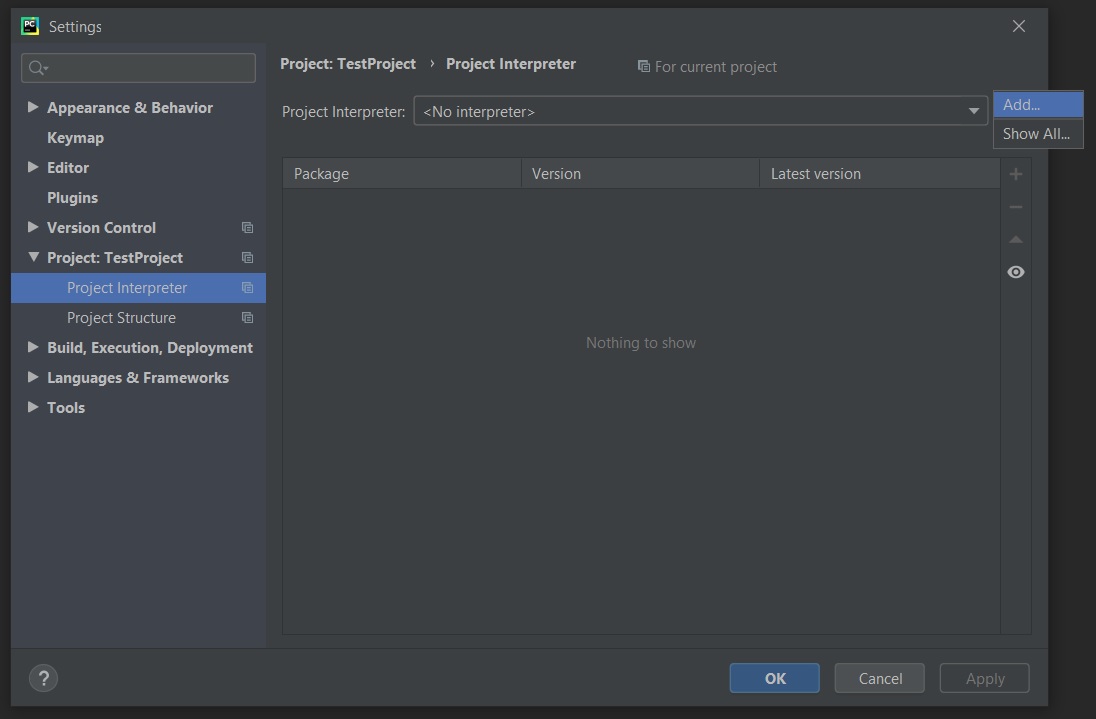 PC Settings
Project: TestProject › Project Interpreter For current project
Appearance & Behavior
Keymap
Editor
Plugins
Version Control
Project: TestProject
Project Interpreter
Project Structure
Build, Execution, Deployment
Languages & Frameworks
Tools
Project Interpreter: <No interpreter>
Add...
Show All...
Package Version Latest version
Nothing to show
? OK Cancel Apply